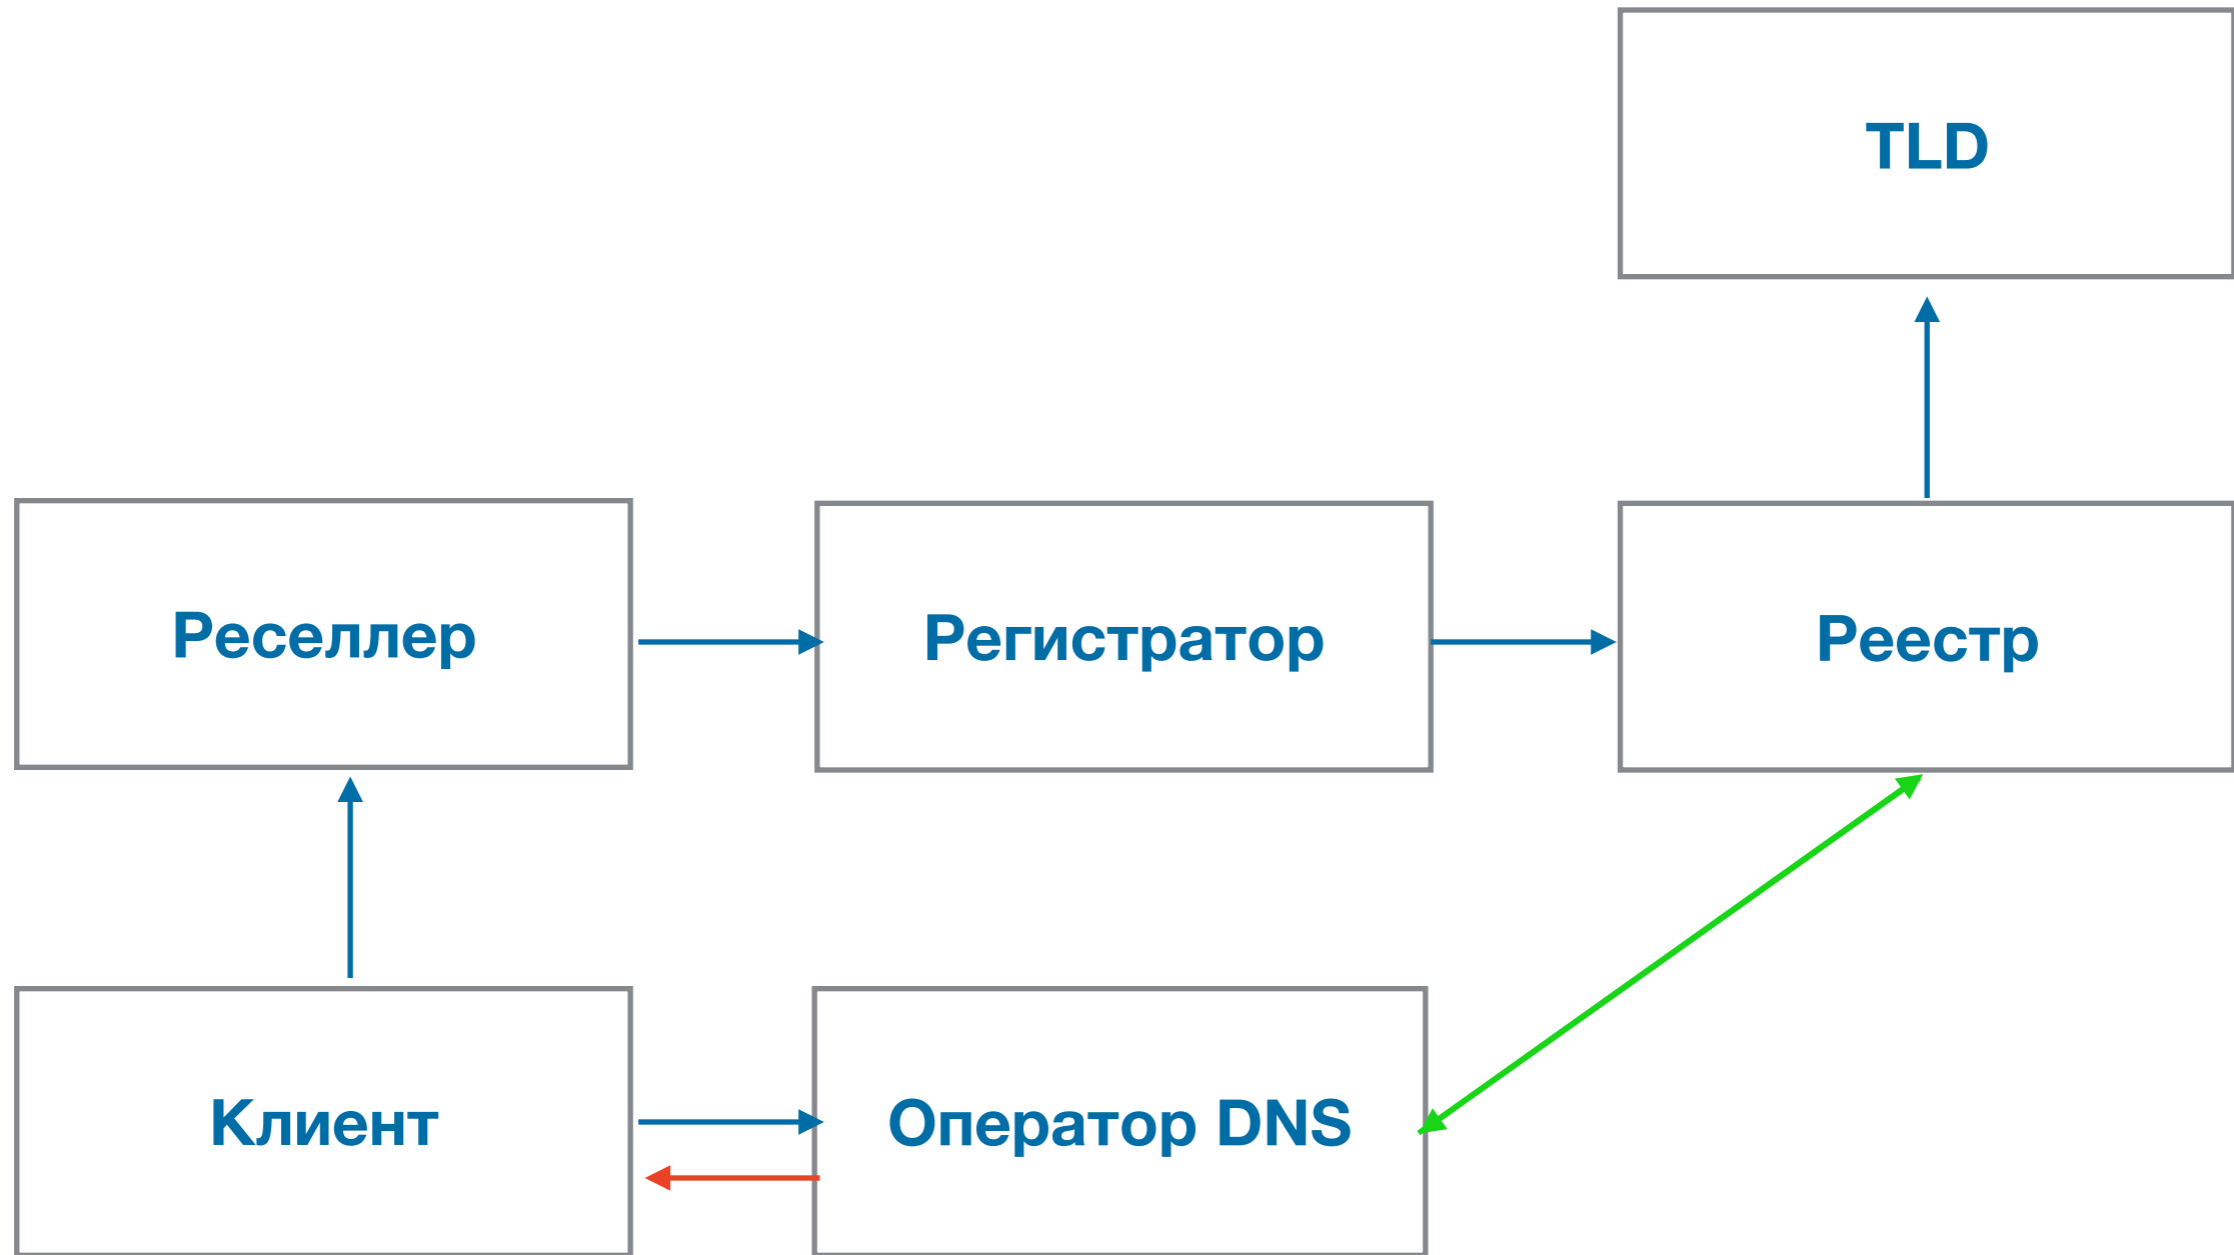 TLD
Реселлер
Регистратор
Реестр
Клиент
Оператор DNS